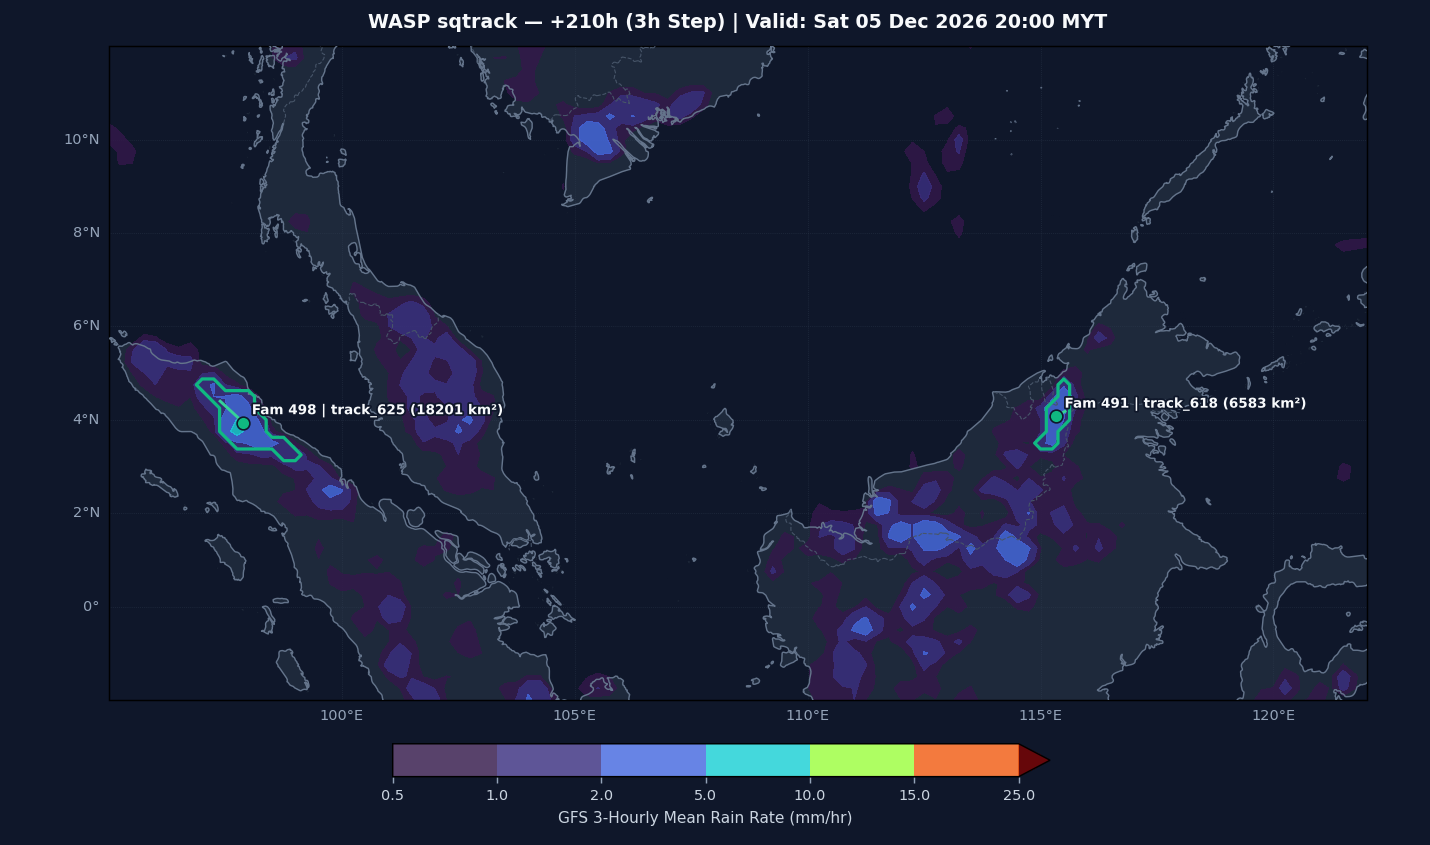 WASP sqtrack — +210h (3h Step) | Valid: Sat 05 Dec 2026 20:00 MYT
10°N
8°N
6°N
4°N
2°N
0°
Fam 498 | track_625 (18201 km²)
Fam 491 | track_618 (6583 km²)
100°E 105°E 110°E 115°E 120°E
0.5 1.0 2.0 5.0 10.0 15.0 25.0
GFS 3-Hourly Mean Rain Rate (mm/hr)